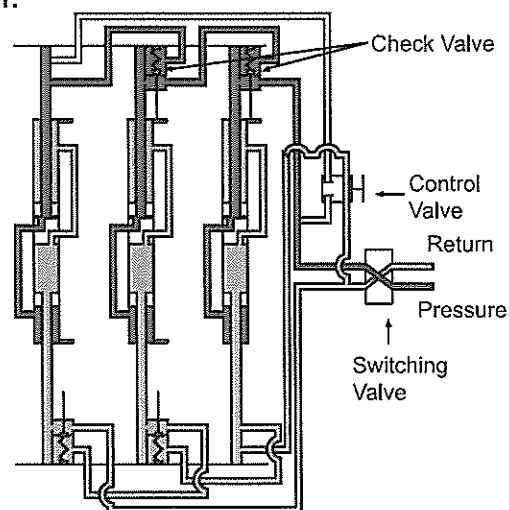 Check Valve
Control
Valve
Return
Pressure
Switching
Valve